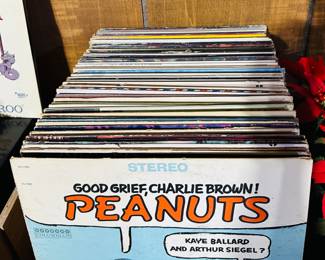 ROO
STEREO
GOOD GRIEF, CHARLIE BROWN!
PEANUTS
KAYE BALLARD
AND ARTHUR SIEGEL?